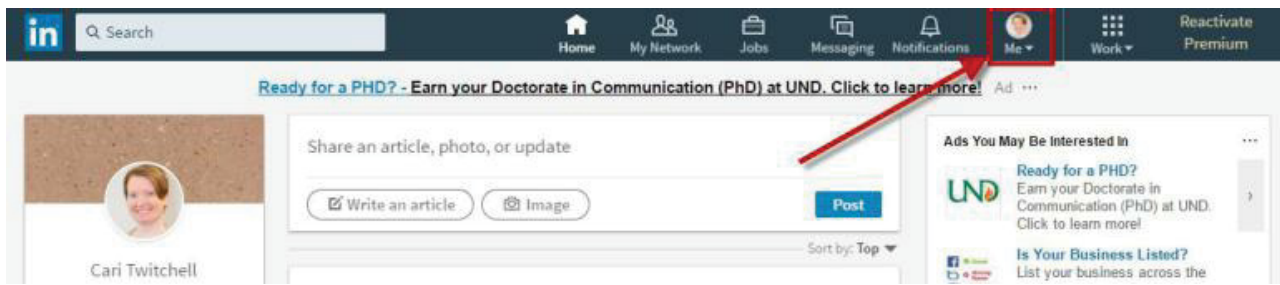 in
Search
Home
My Network
Jobs
Messaging
Notifications
Me
Work
Reactivate
Premium
Ready for a PHD? - Earn your Doctorate in Communication (PhD) at UND. Click to learn more! Ad ...
Share an article, photo, or update
Write an article
Image
Post
Sort by: Top
Cari Twitchell
Ads You May Be Interested In
...
UND
Ready for a PHD?
Earn your Doctorate in
Communication (PhD) at UND.
Click to learn more!
Is Your Business Listed?
List your business across the